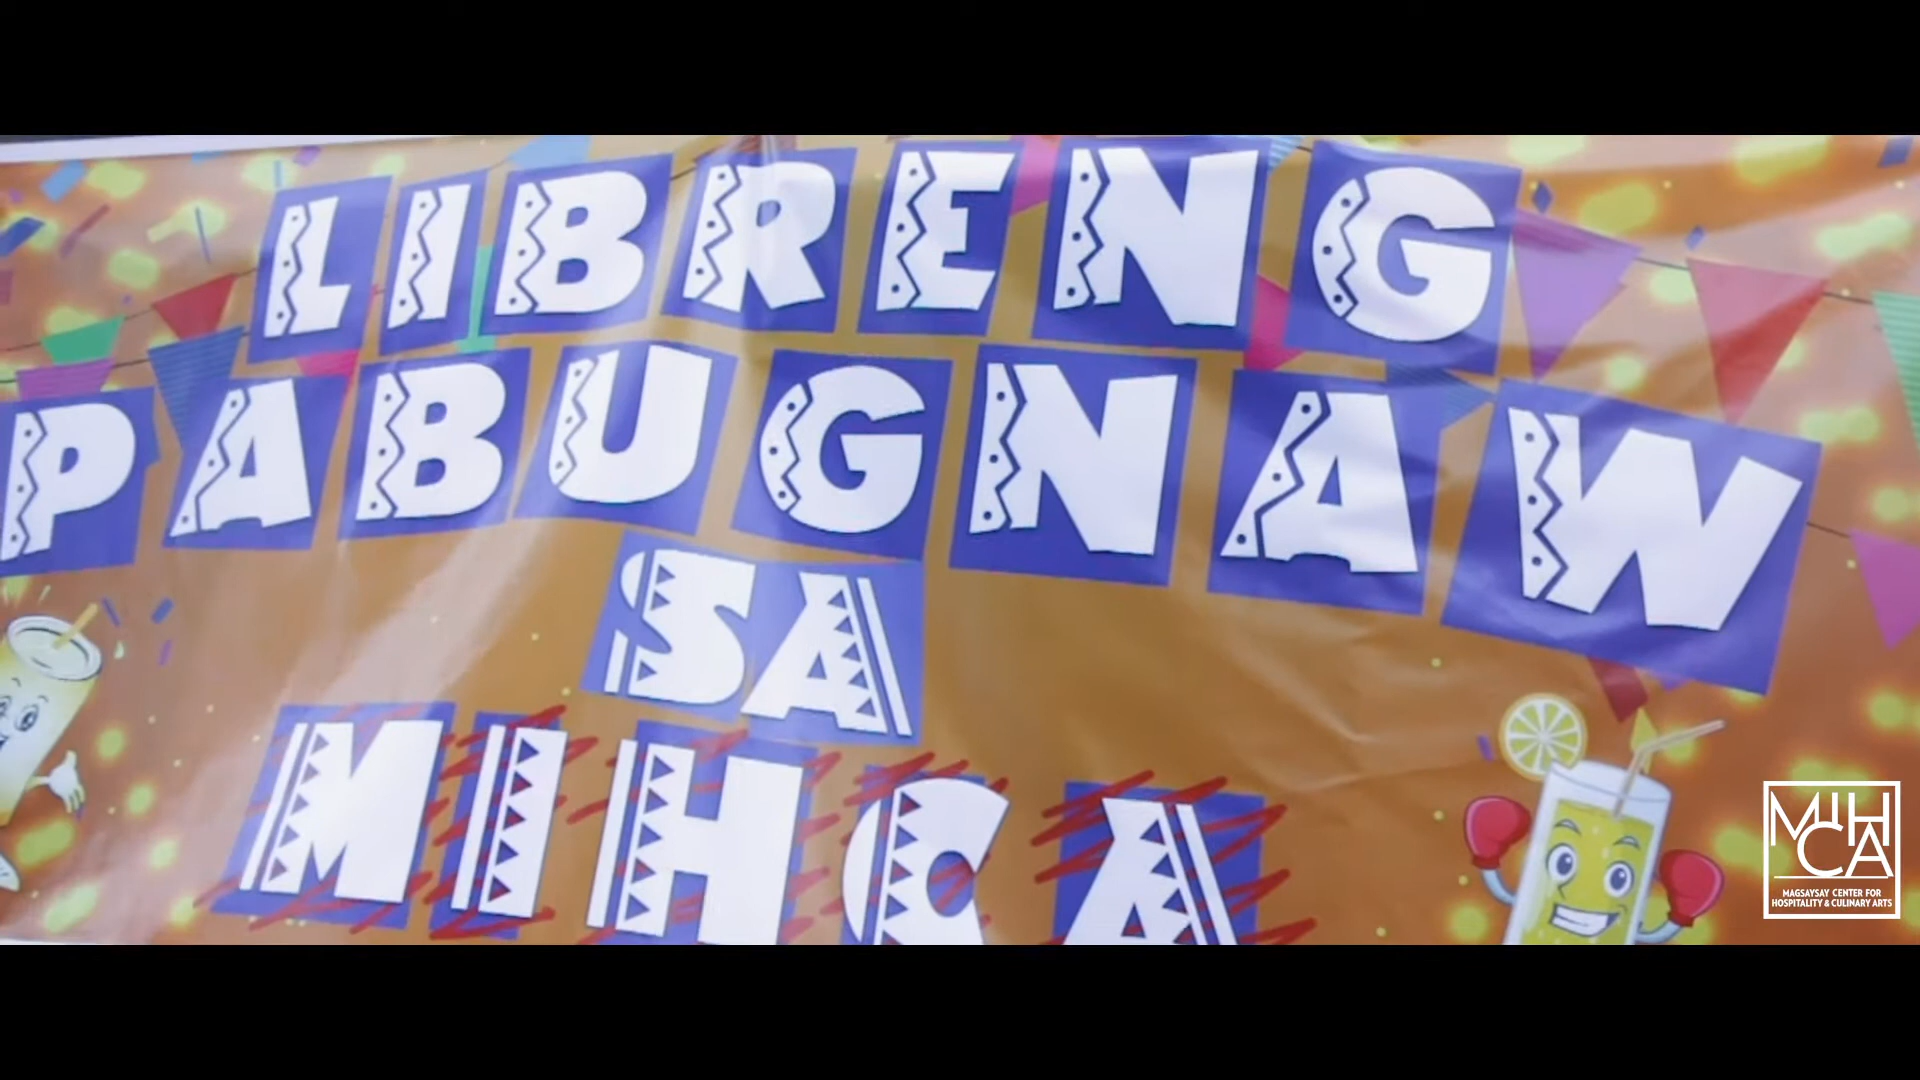 LIBRENG
PABUGNAW
SA
MIHCA
MIHCA
MAGSAYSAY CENTER FOR
HOSPITALITY & CULINARY ARTS